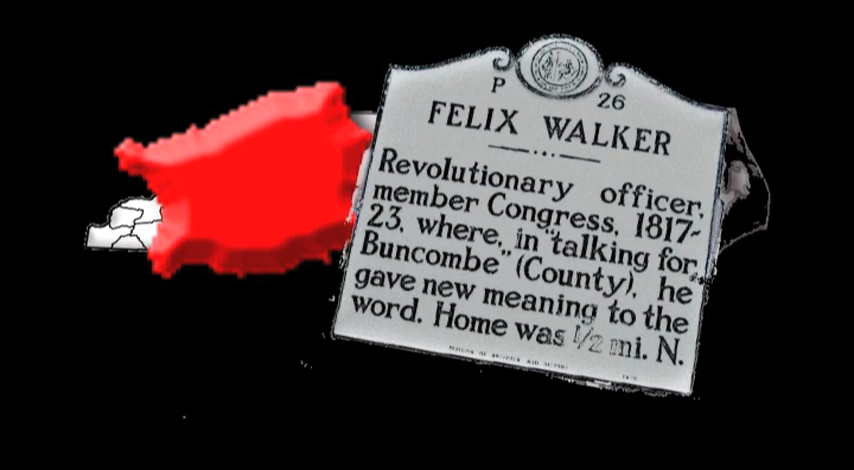 P 26
FELIX WALKER
Revolutionary officer,
member Congress, 1817-
23, where, in "talking for
Buncombe" (County), he
gave new meaning to the
word. Home was 1/2 mi. N.